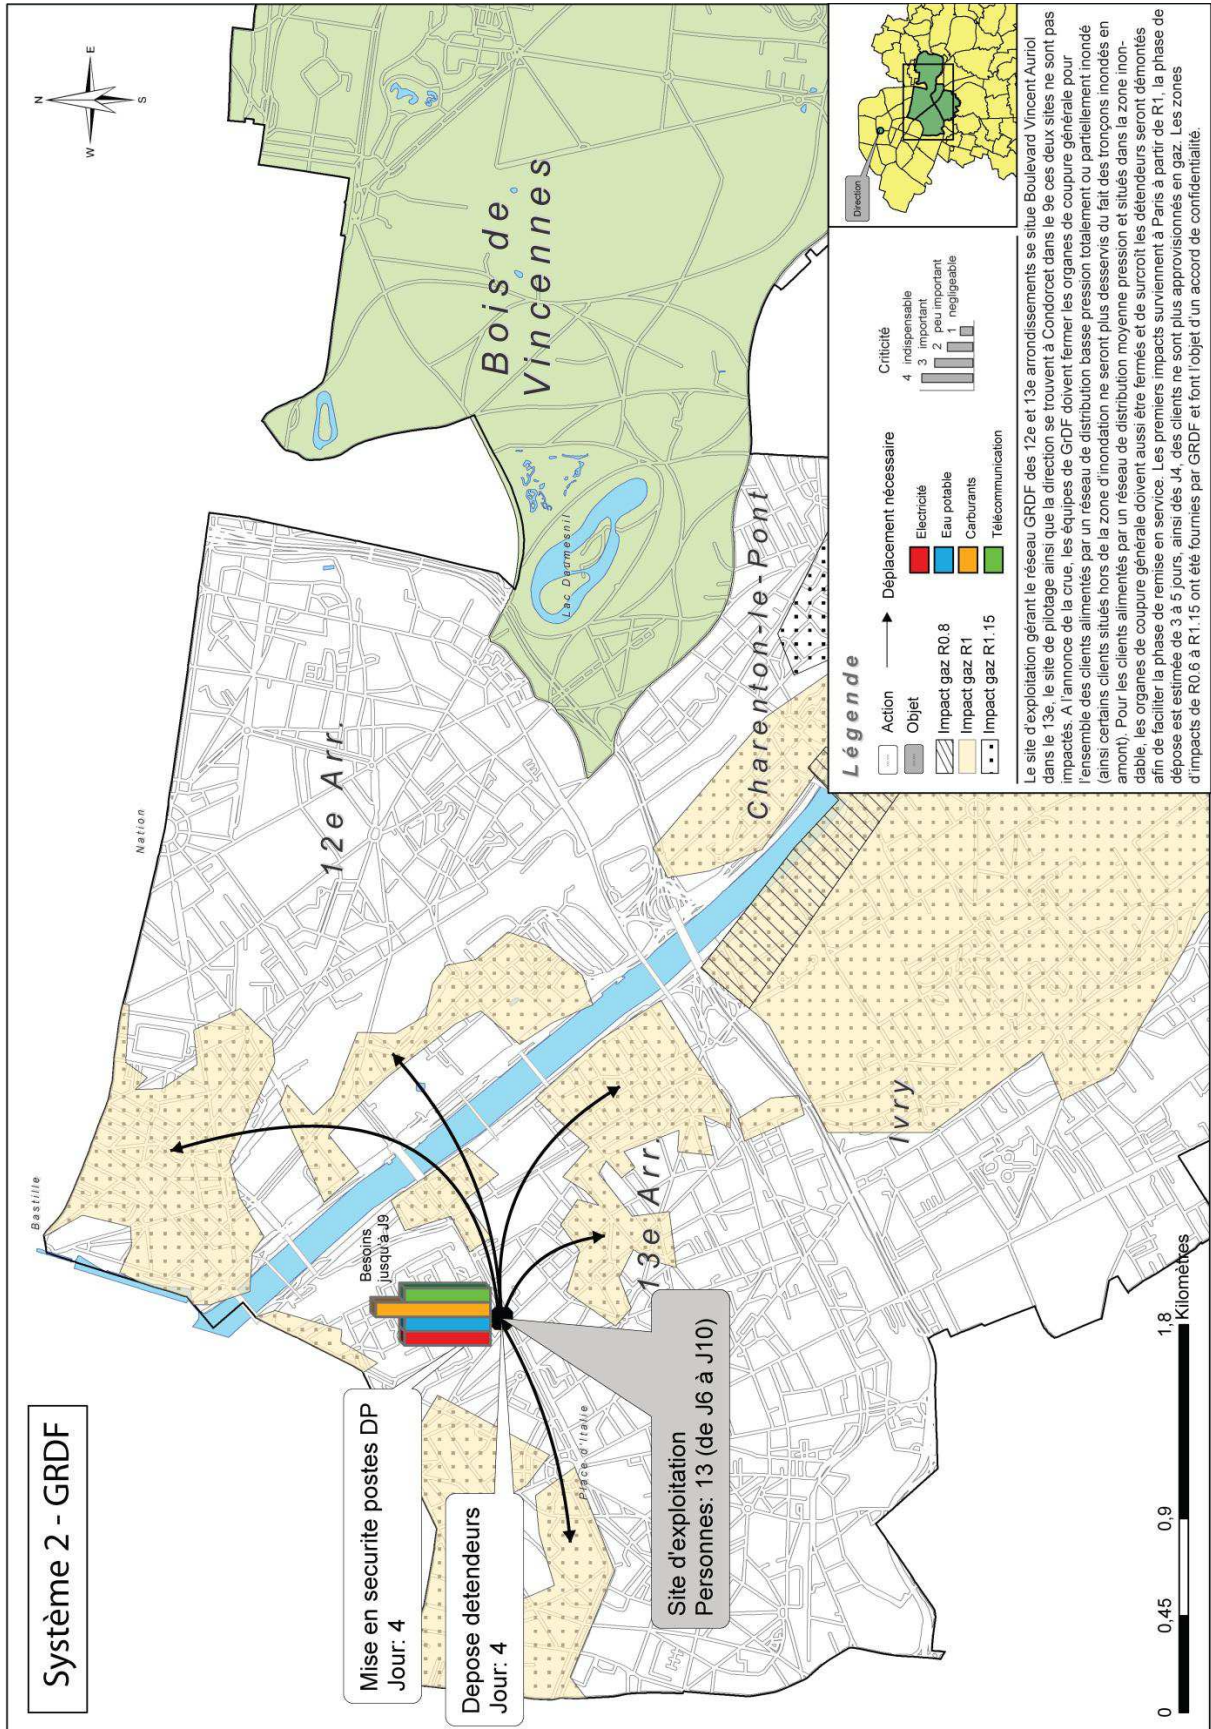 Système 2 - GRDF
N
W
E
S
Bastille
Nation
12e Arr.
Bois de
Vincennes
Lac Daumesnil
Charenton-le-Pont
Besoins
jusqu'à J9
Mise en securite postes DP
Jour: 4
Depose detendeurs
Jour: 4
Place d'Italie
13e Arr.
Site d'exploitation
Personnes: 13 (de J6 à J10)
Ivry
0
0,45
0,9
1,8
Kilomètres
Légende
Action
Objet
Impact gaz R0.8
Impact gaz R1
Impact gaz R1.15
Déplacement nécessaire
Electricité
Eau potable
Carburants
Télécommunication
Criticité
4 indispensable
3 important
2 peu important
1 negligeable
Direction
Le site d'exploitation gérant le réseau GRDF des 12e et 13e arrondissements se situe Boulevard Vincent Auriol
dans le 13e, le site de pilotage ainsi que la direction se trouvent à Condorcet dans le 9e ces deux sites ne sont pas
impactés. A l'annonce de la crue, les équipes de GrDF doivent fermer les organes de coupure générale pour
l'ensemble des clients alimentés par un réseau de distribution basse pression totalement ou partiellement inondé
(ainsi certains clients situés hors de la zone d'inondation ne seront plus desservis du fait des tronçons inondés en
amont). Pour les clients alimentés par un réseau de distribution moyenne pression et situés dans la zone inon-
dable, les organes de coupure générale doivent aussi être fermés et de surcroît les détendeurs seront démontés
afin de faciliter la phase de remise en service. Les premiers impacts surviennent à Paris à partir de R1, la phase de
dépose est estimée de 3 à 5 jours, ainsi dès J4, des clients ne sont plus approvisionnés en gaz. Les zones
d'impacts de R0.6 à R1.15 ont été fournies par GRDF et font l'objet d'un accord de confidentialité.